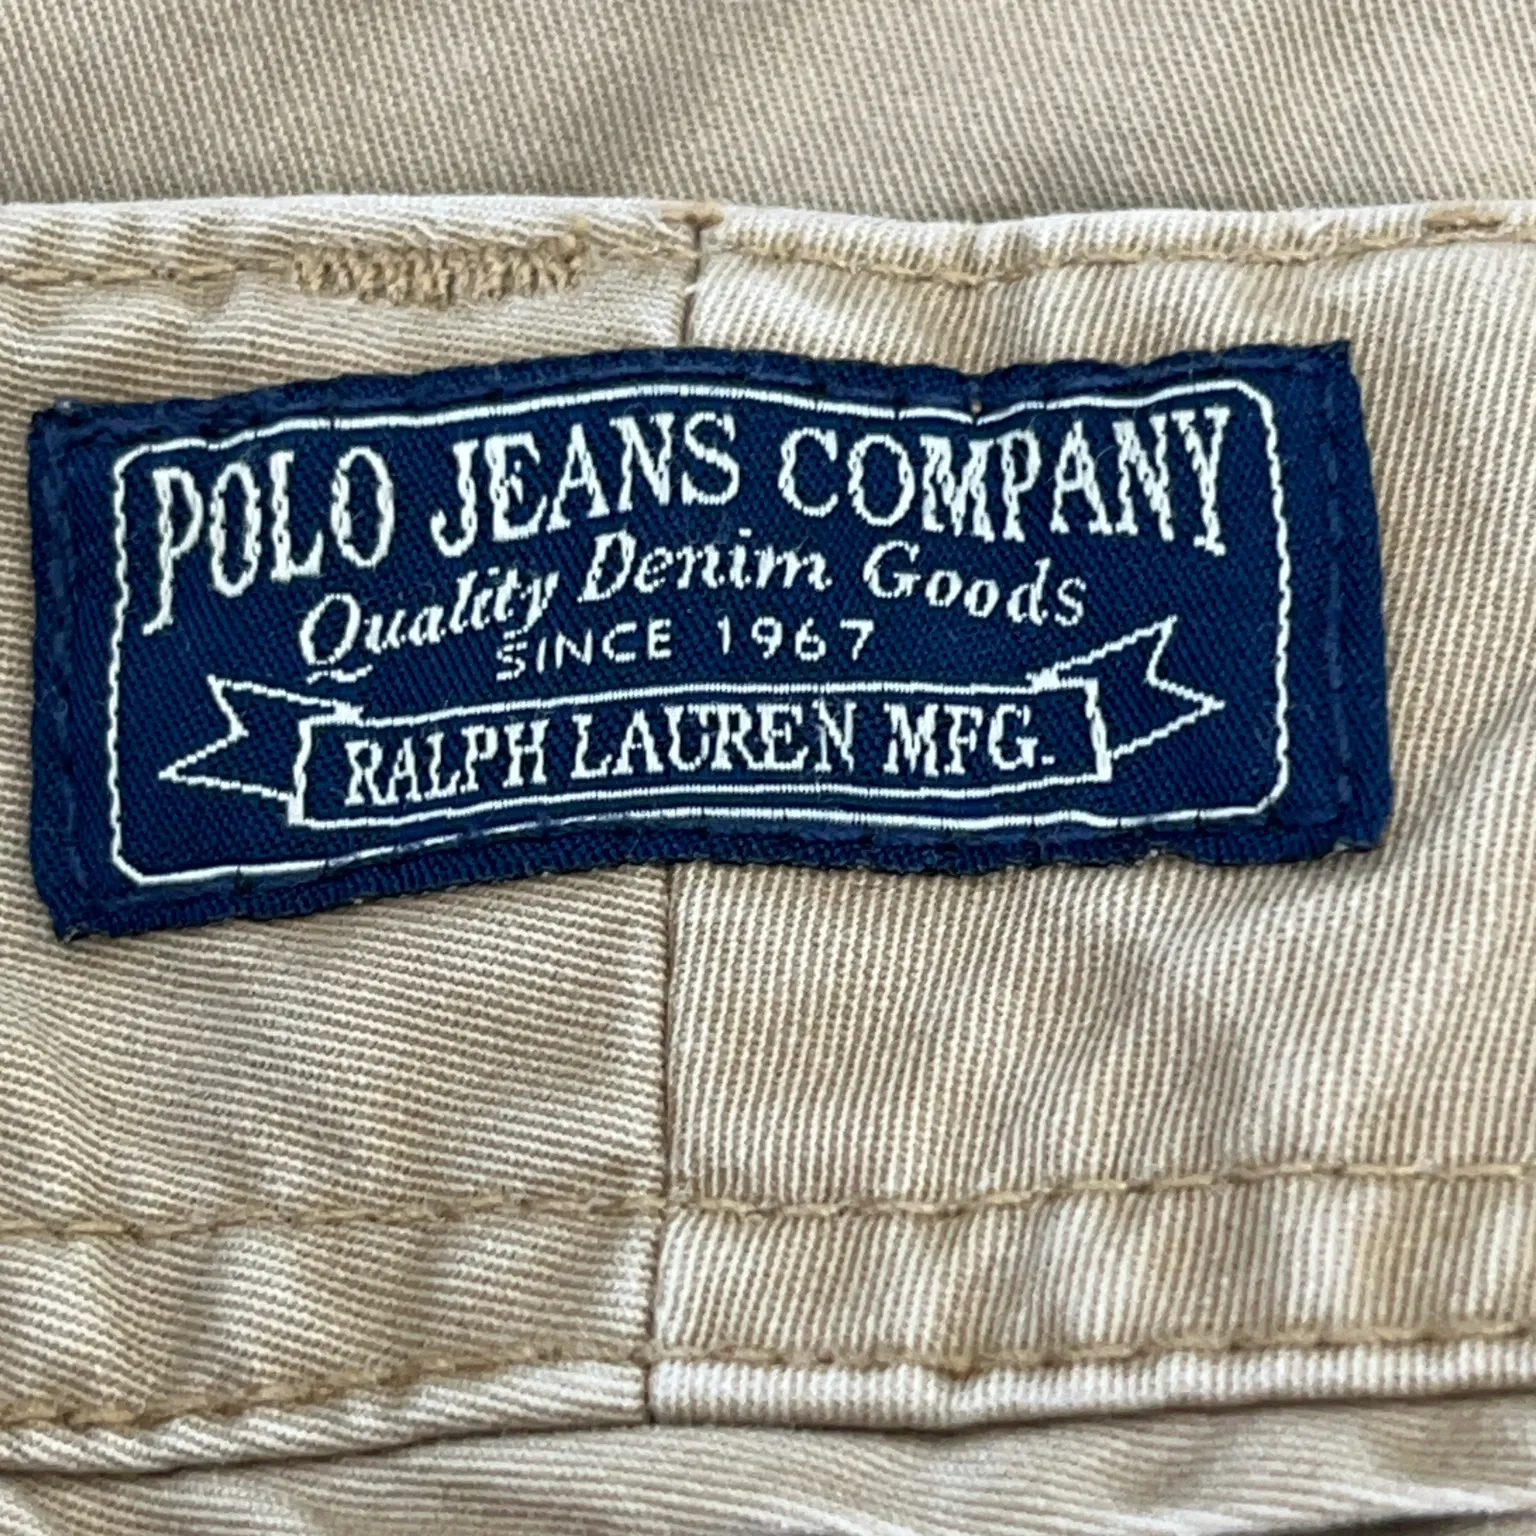 POLO JEANS COMPANY
Quality Denim Goods
SINCE 1967
RALPH LAUREN MFG.